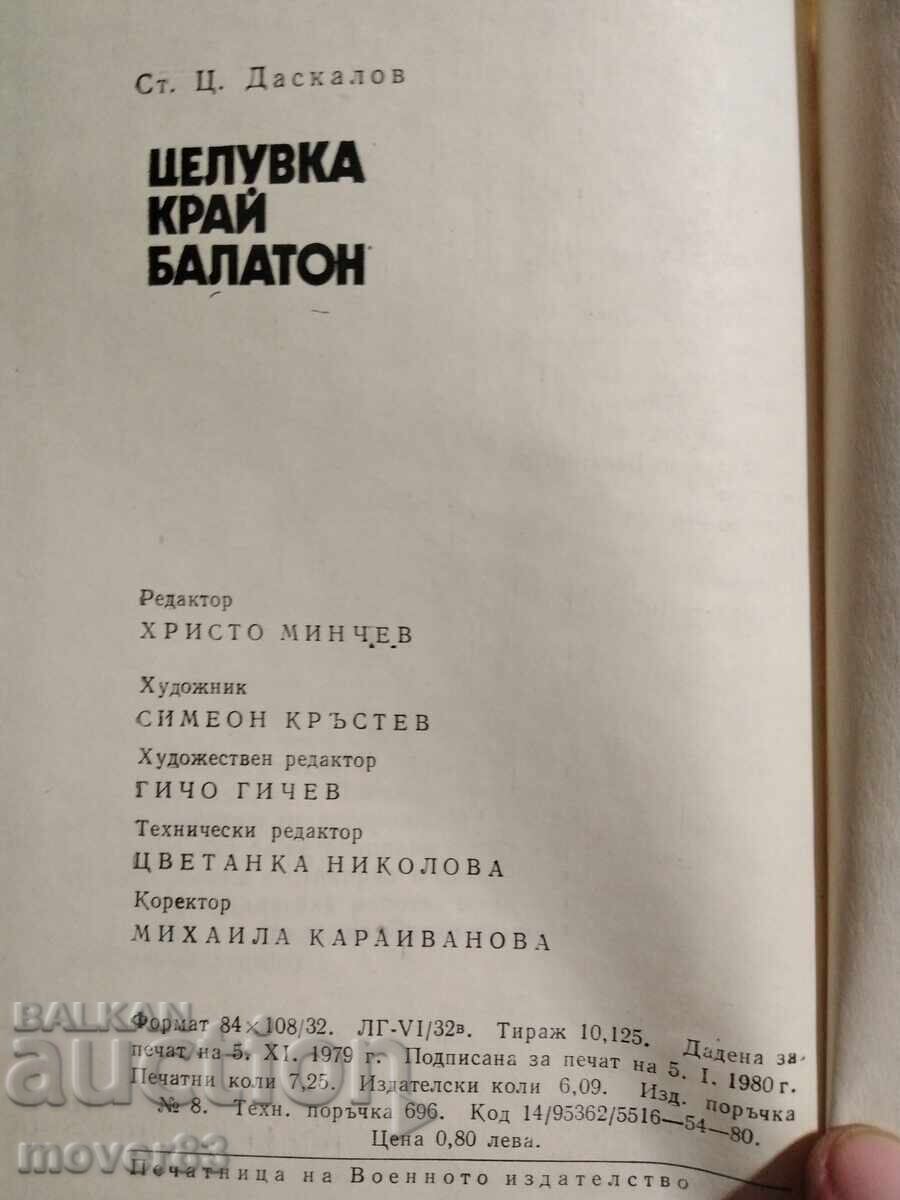 Ст. Ц. Даскалов
ЦЕЛУВКА
КРАЙ
БАЛАТОН
Редактор
ХРИСТО МИНЧЕВ
Художник
СИМЕОН КРЪСТЕВ
Художествен редактор
ГИЧО ГИЧЕВ
Технически редактор
ЦВЕТАНКА НИКОЛОВА
Коректор
МИХАИЛА КАРАИВАНОВА
Формат 84×108/32. ЛГ-VI/32в. Тираж 10,125. Дадена за
печат на 5. XI. 1979 г. Подписана за печат на 5. I. 1980 г.
Печатни коли 7,25. Издателски коли 6,09. Изд. поръчка
№ 8. Техн. поръчка 696. Код 14/95362/5516—54—80.
Цена 0,80 лева.
Печатница на Военното издателство
BALKAN
auction
mover83